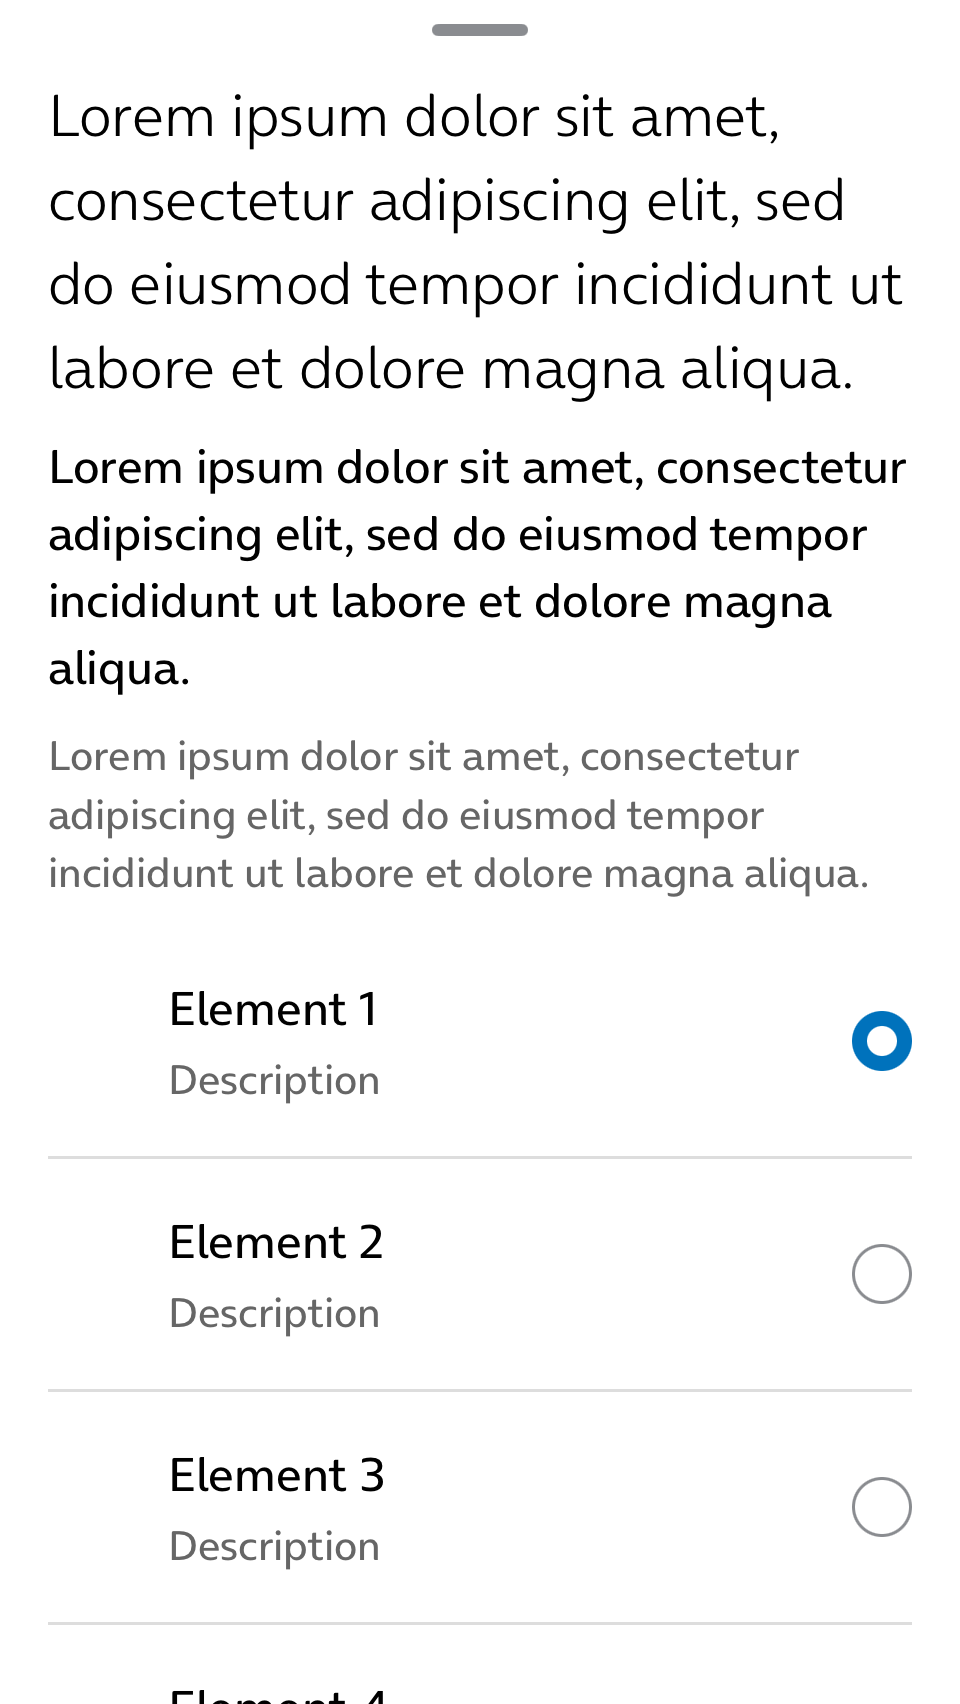 Lorem ipsum dolor sit amet,
consectetur adipiscing elit, sed
do eiusmod tempor incididunt ut
labore et dolore magna aliqua.
Lorem ipsum dolor sit amet, consectetur
adipiscing elit, sed do eiusmod tempor
incididunt ut labore et dolore magna
aliqua.
Lorem ipsum dolor sit amet, consectetur
adipiscing elit, sed do eiusmod tempor
incididunt ut labore et dolore magna aliqua.
Element 1
Description
Element 2
Description
Element 3
Description
Element 4